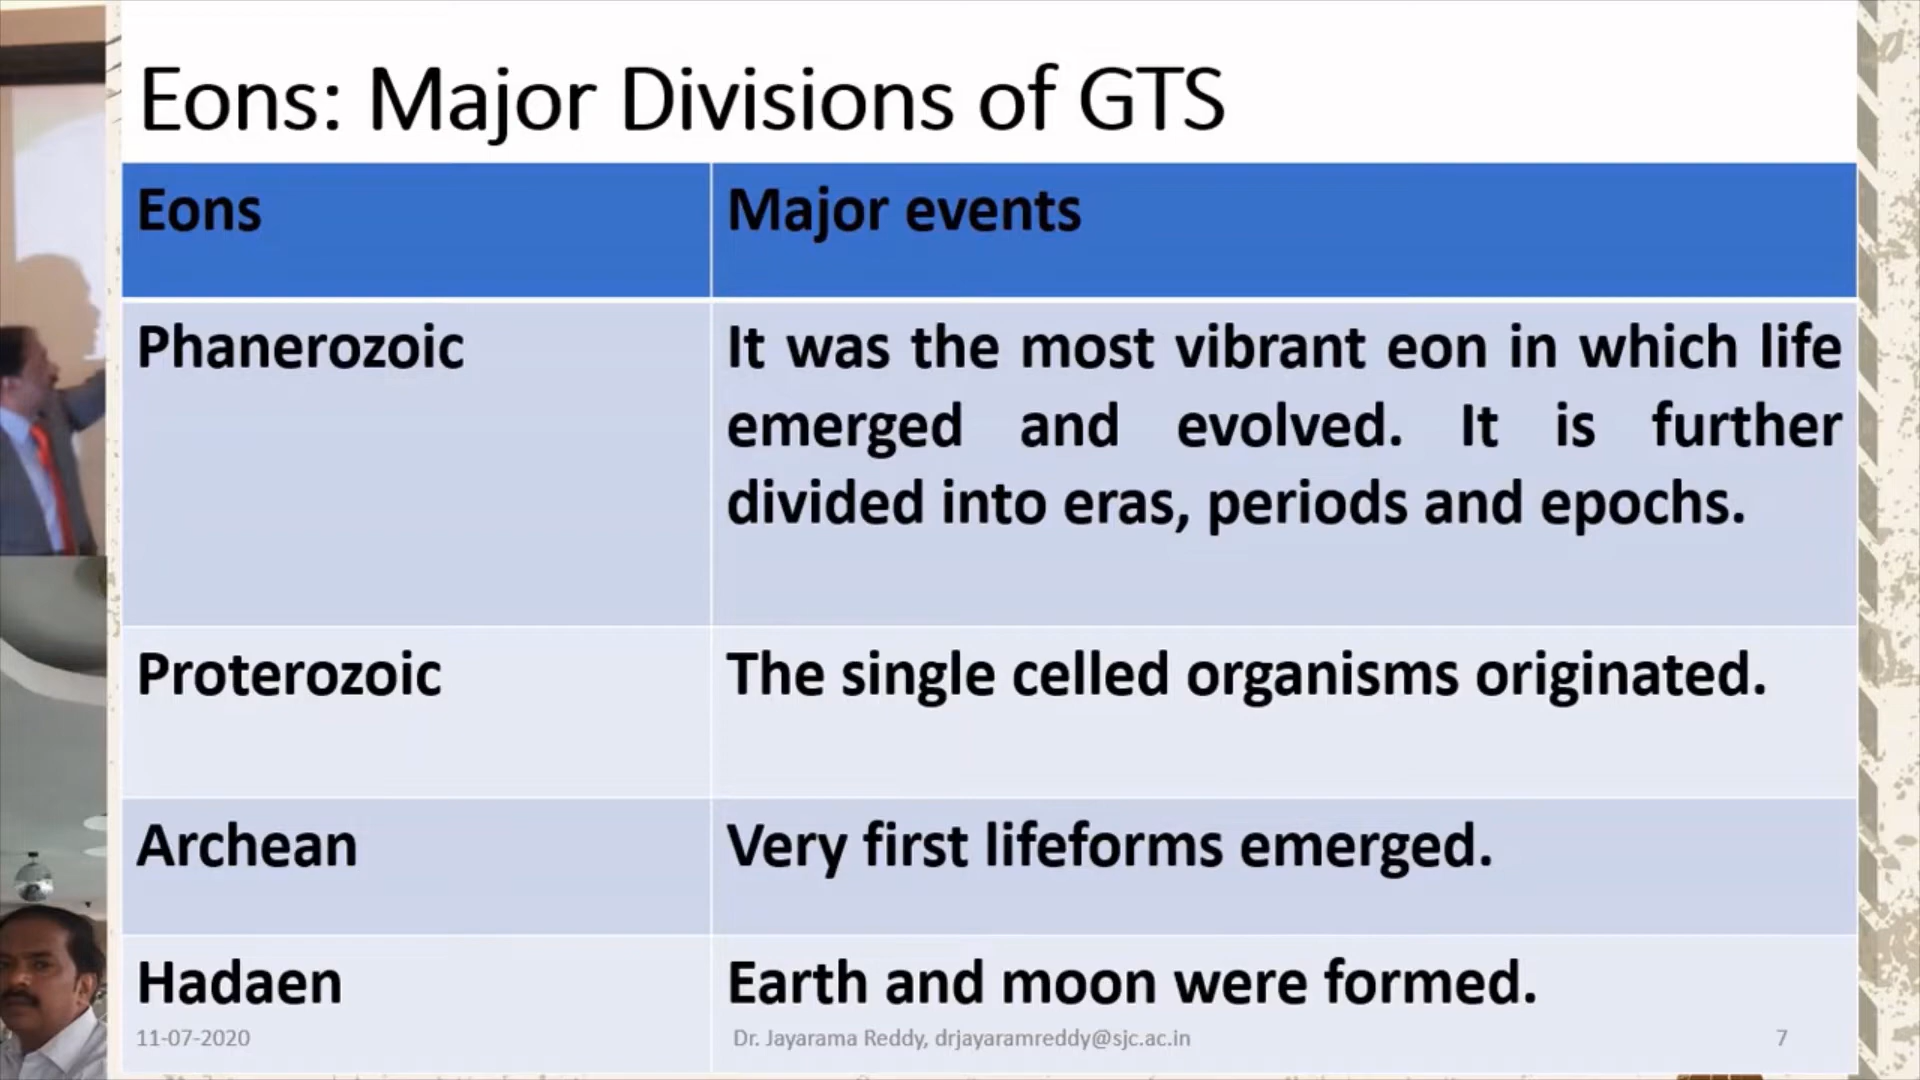 Eons: Major Divisions of GTS
Eons
Major events
Phanerozoic
It was the most vibrant eon in which life
emerged and evolved. It is further
divided into eras, periods and epochs.
Proterozoic
The single celled organisms originated.
Archean
Very first lifeforms emerged.
Hadaen
Earth and moon were formed.
11-07-2020
Dr. Jayarama Reddy, drjayaramreddy@sjc.ac.in
7